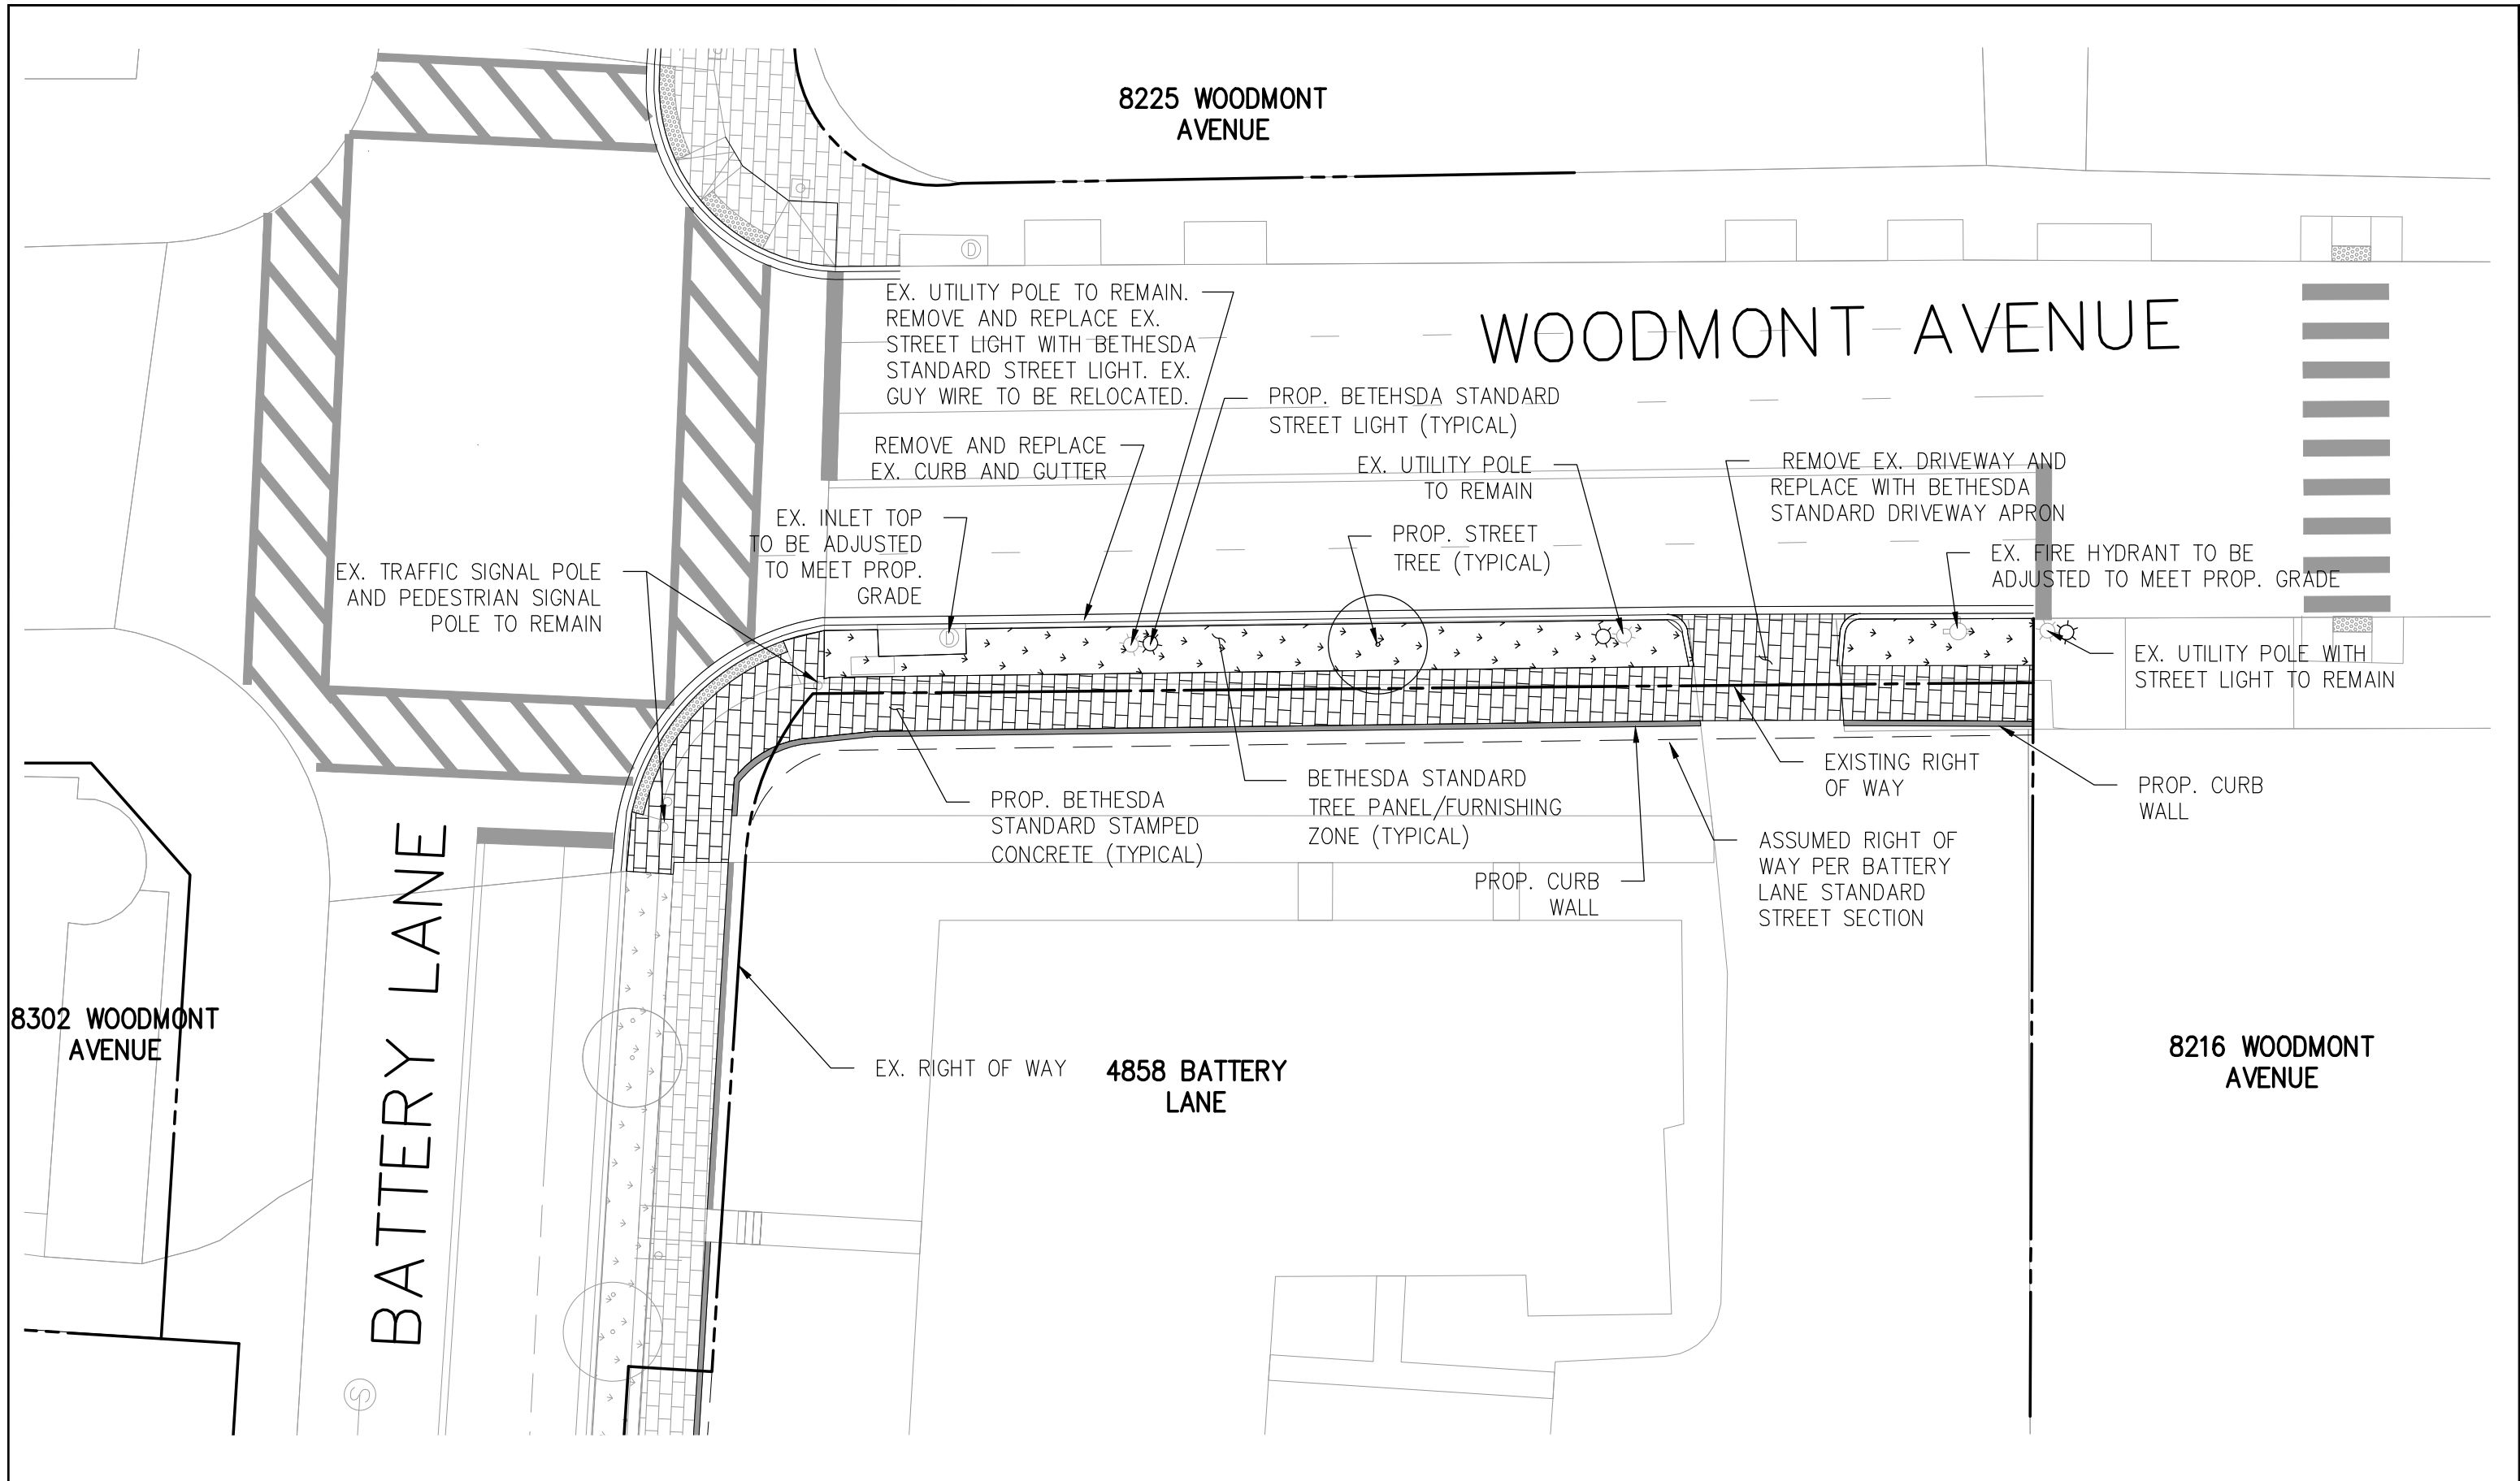 8225 WOODMONT
AVENUE
D
EX. UTILITY POLE TO REMAIN.
REMOVE AND REPLACE EX.
STREET LIGHT WITH BETHESDA
STANDARD STREET LIGHT. EX.
GUY WIRE TO BE RELOCATED.
WOODMONT AVENUE
PROP. BETEHSDA STANDARD
STREET LIGHT (TYPICAL)
REMOVE AND REPLACE
EX. CURB AND GUTTER
EX. UTILITY POLE
TO REMAIN
REMOVE EX. DRIVEWAY AND
REPLACE WITH BETHESDA
STANDARD DRIVEWAY APRON
EX. INLET TOP
TO BE ADJUSTED
TO MEET PROP.
GRADE
PROP. STREET
TREE (TYPICAL)
EX. FIRE HYDRANT TO BE
ADJUSTED TO MEET PROP. GRADE
EX. TRAFFIC SIGNAL POLE
AND PEDESTRIAN SIGNAL
POLE TO REMAIN
EX. UTILITY POLE WITH
STREET LIGHT TO REMAIN
PROP. BETHESDA
STANDARD STAMPED
CONCRETE (TYPICAL)
BETHESDA STANDARD
TREE PANEL/FURNISHING
ZONE (TYPICAL)
EXISTING RIGHT
OF WAY
PROP. CURB
WALL
ASSUMED RIGHT OF
WAY PER BATTERY
LANE STANDARD
STREET SECTION
PROP. CURB
WALL
BATTERY LANE
8302 WOODMONT
AVENUE
EX. RIGHT OF WAY
4858 BATTERY
LANE
8216 WOODMONT
AVENUE
S